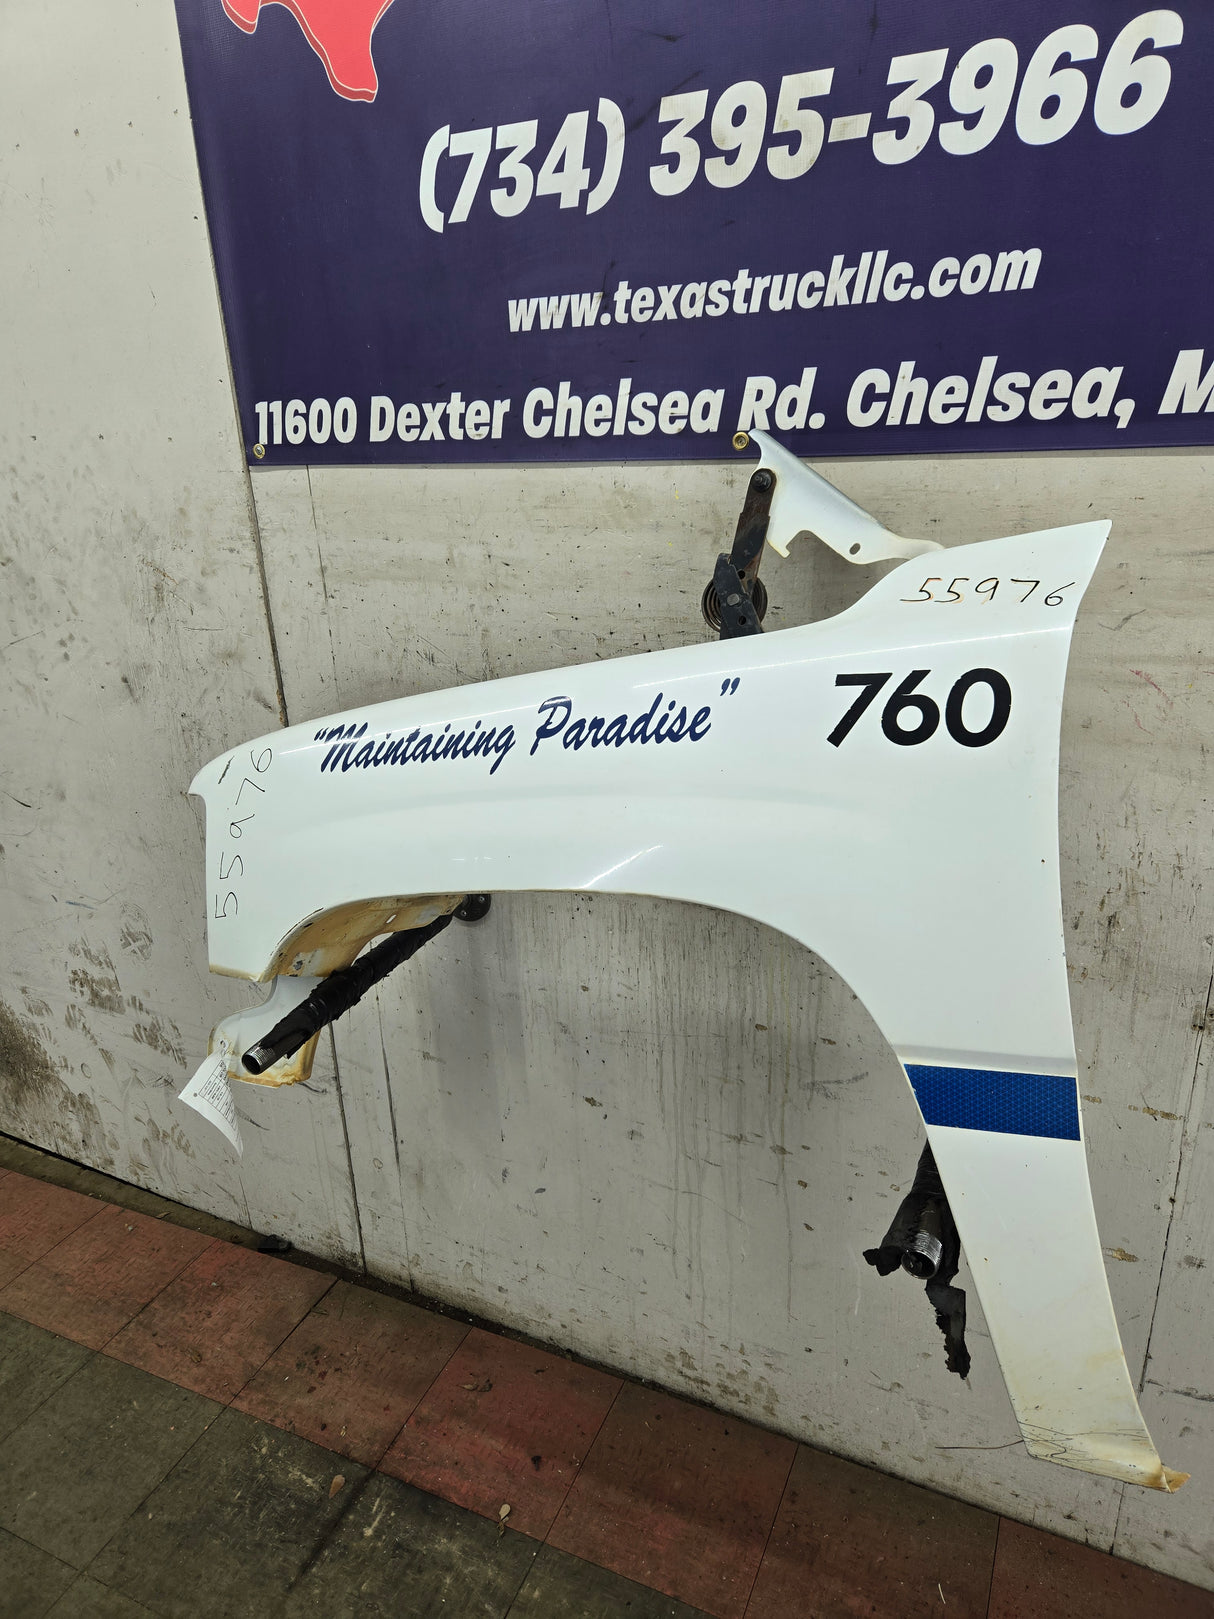 (734) 395-3966
www.texastruckllc.com
11600 Dexter Chelsea Rd. Chelsea, M
55976
760
"Maintaining Paradise"
55976